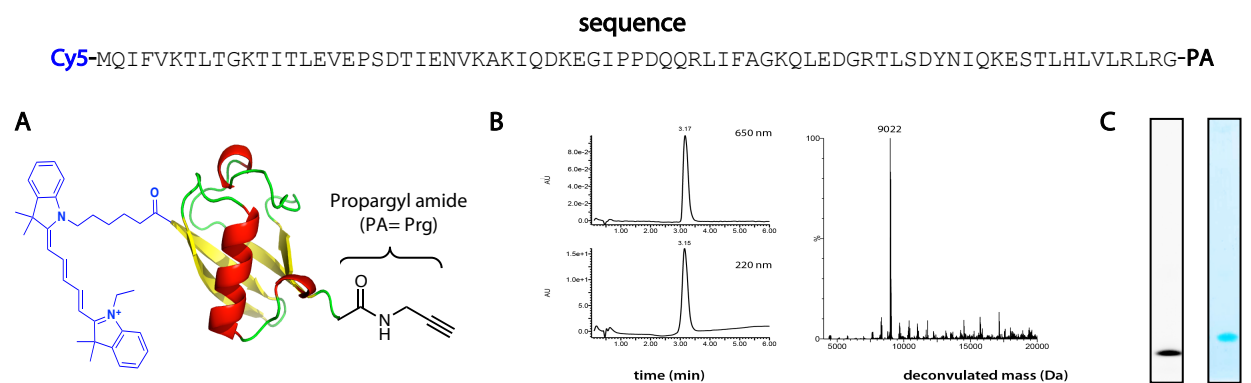 sequence
Cy5-MQIFVKTLTGKTITLEVEPSDTIENVKAKIQDKEGIPPDQQRLIFAGKQLEDGRTLSDYNIQKESTLHLVLRLRG-PA
A
O
N
N+
Propargyl amide
(PA= Prg)
O
N
H
B
3.17
650 nm
8.0e-2
6.0e-2
4.0e-2
2.0e-2
0.0
AU
1.00 2.00 3.00 4.00 5.00 6.00
3.15
220 nm
1.5e+1
1.0e+1
5.0
0.0
AU
1.00 2.00 3.00 4.00 5.00 6.00
time (min)
9022
100
%
0
5000 10000 15000 20000
deconvulated mass (Da)
C